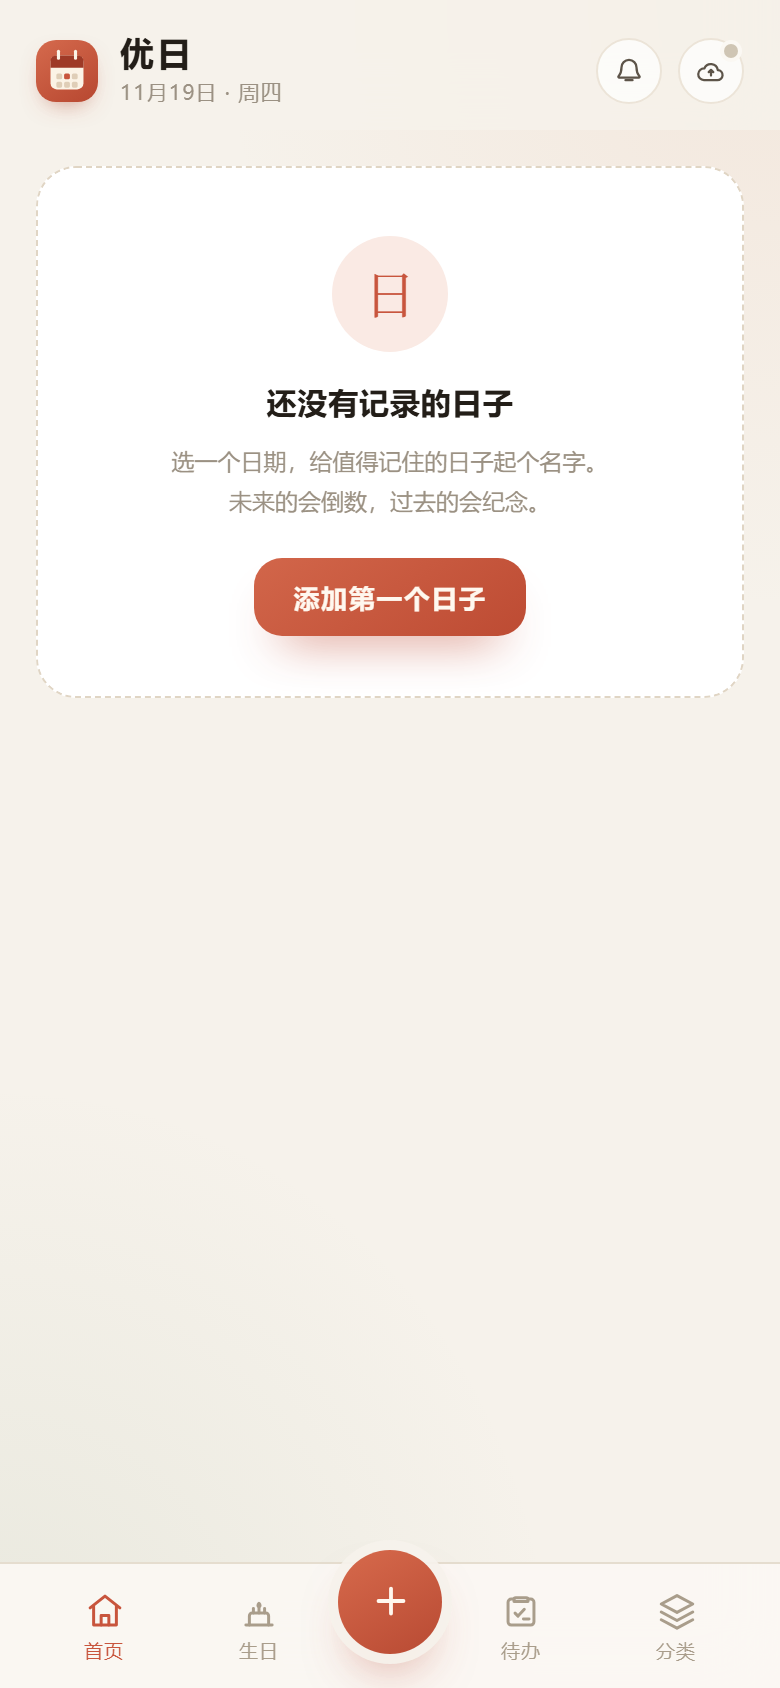 优日
11月19日 · 周四
日
还没有记录的日子
选一个日期，给值得记住的日子起个名字。
未来的会倒数，过去的会纪念。
添加第一个日子
首页
生日
待办
分类